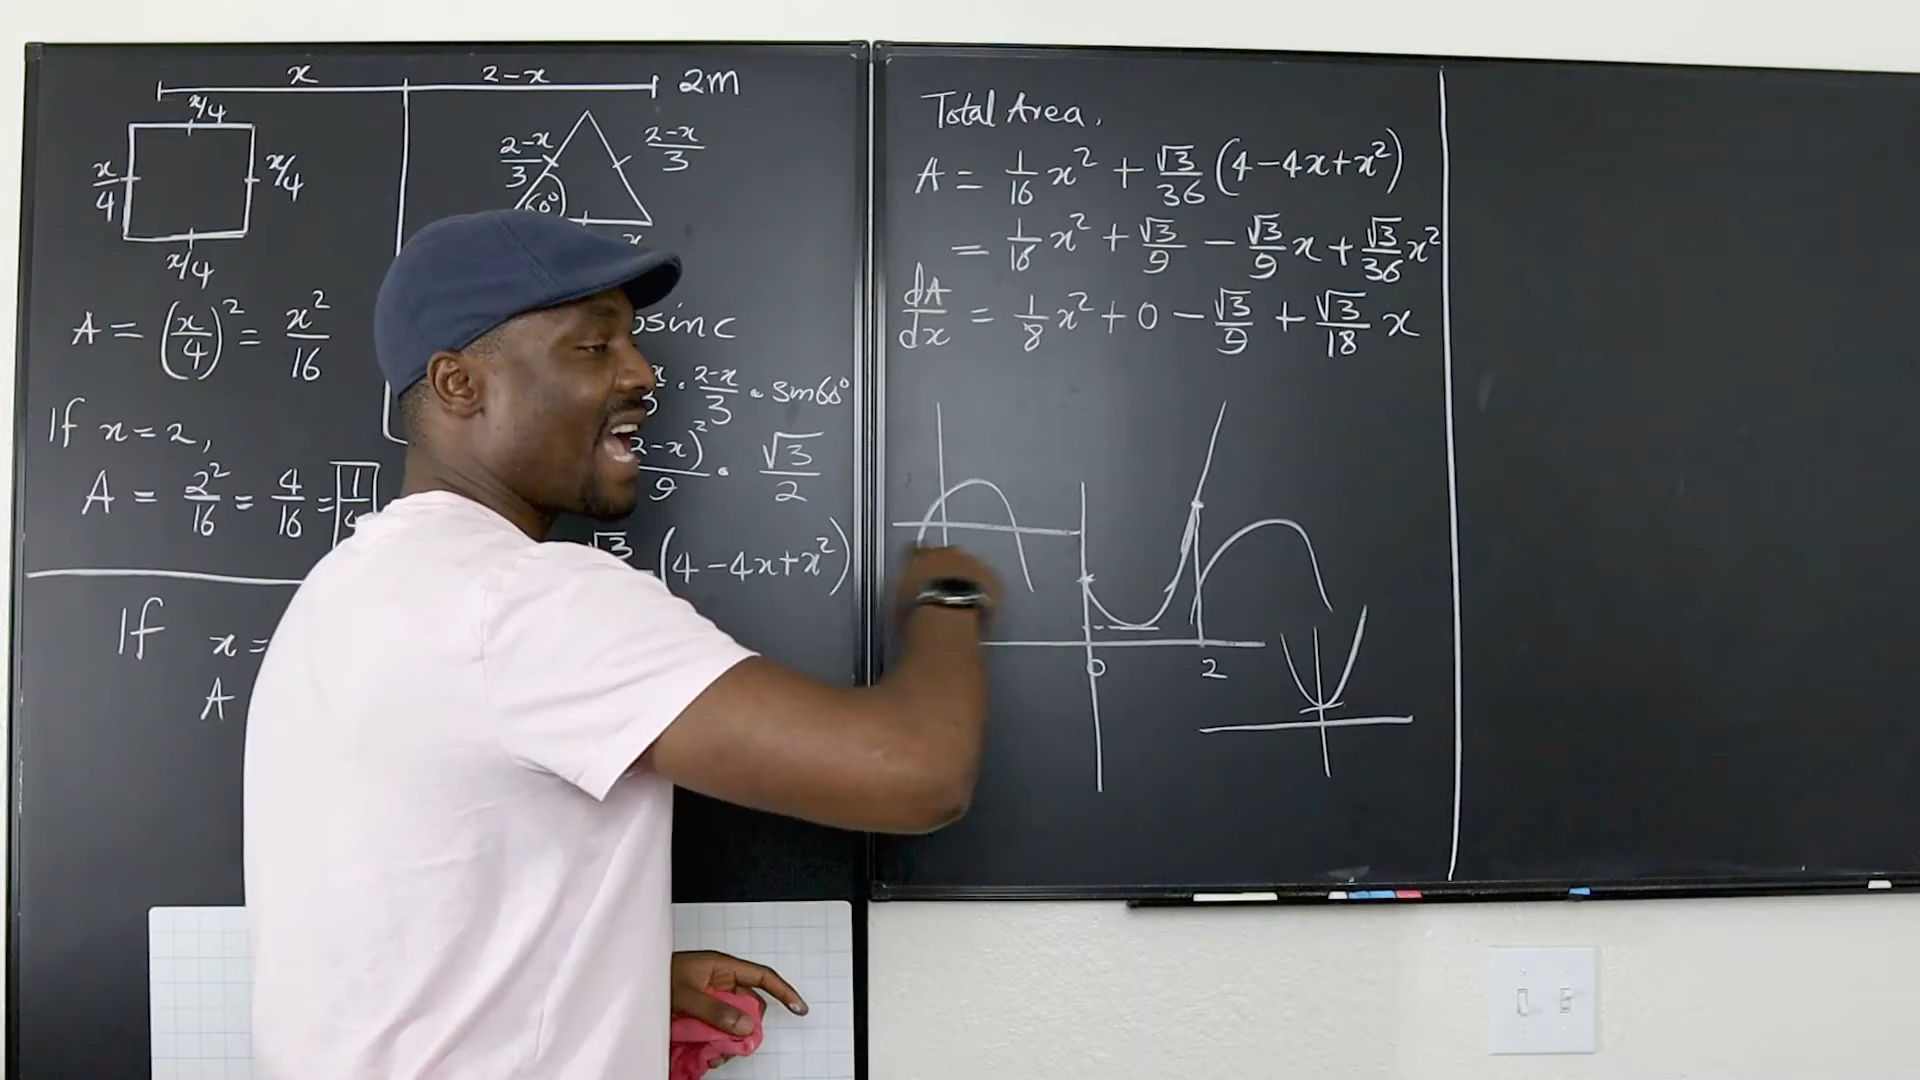 x 2-x 2m
x/4
x/4 x/4
x/4
2-x/3 2-x/3
60°
A = (x/4)² = x²/16
If x = 2,
A = 2²/16 = 4/16 =
If x =
A
sinc
2-x/3 · sin60°
2-x)²/9 · √3/2
√3 (4-4x+x²)
Total Area.
A = 1/16 x² + √3/36 (4-4x+x²)
= 1/16 x² + √3/9 - √3/9 x + √3/36 x²
dA/dx = 1/8 x² + 0 - √3/9 + √3/18 x
0 2